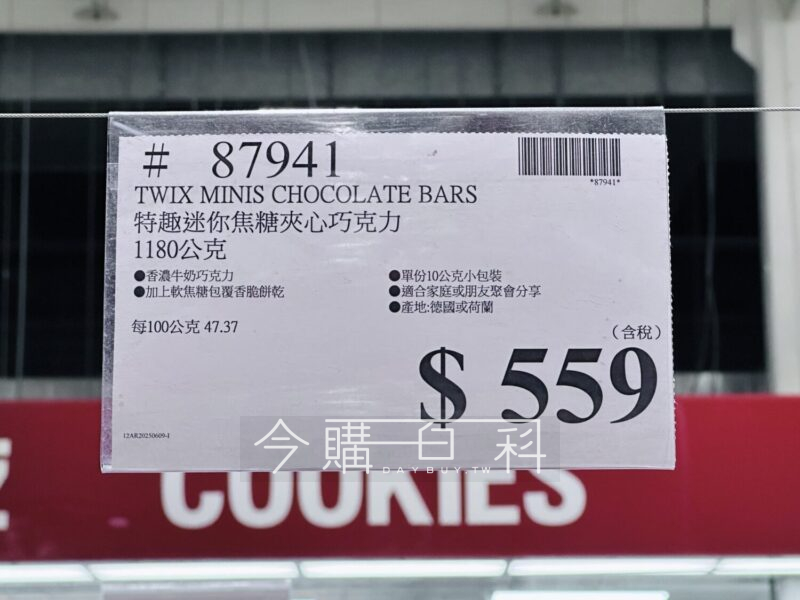 # 87941
*87941*
TWIX MINIS CHOCOLATE BARS
特趣迷你焦糖夾心巧克力
1180公克
●香濃牛奶巧克力
●加上軟焦糖包覆香脆餅乾
●單份10公克小包裝
●適合家庭或朋友聚會分享
●產地:德國或荷蘭
每100公克 47.37
(含稅)
$ 559
12AR20250609-1
今購百科
DAYBUY.TW
COOKIES